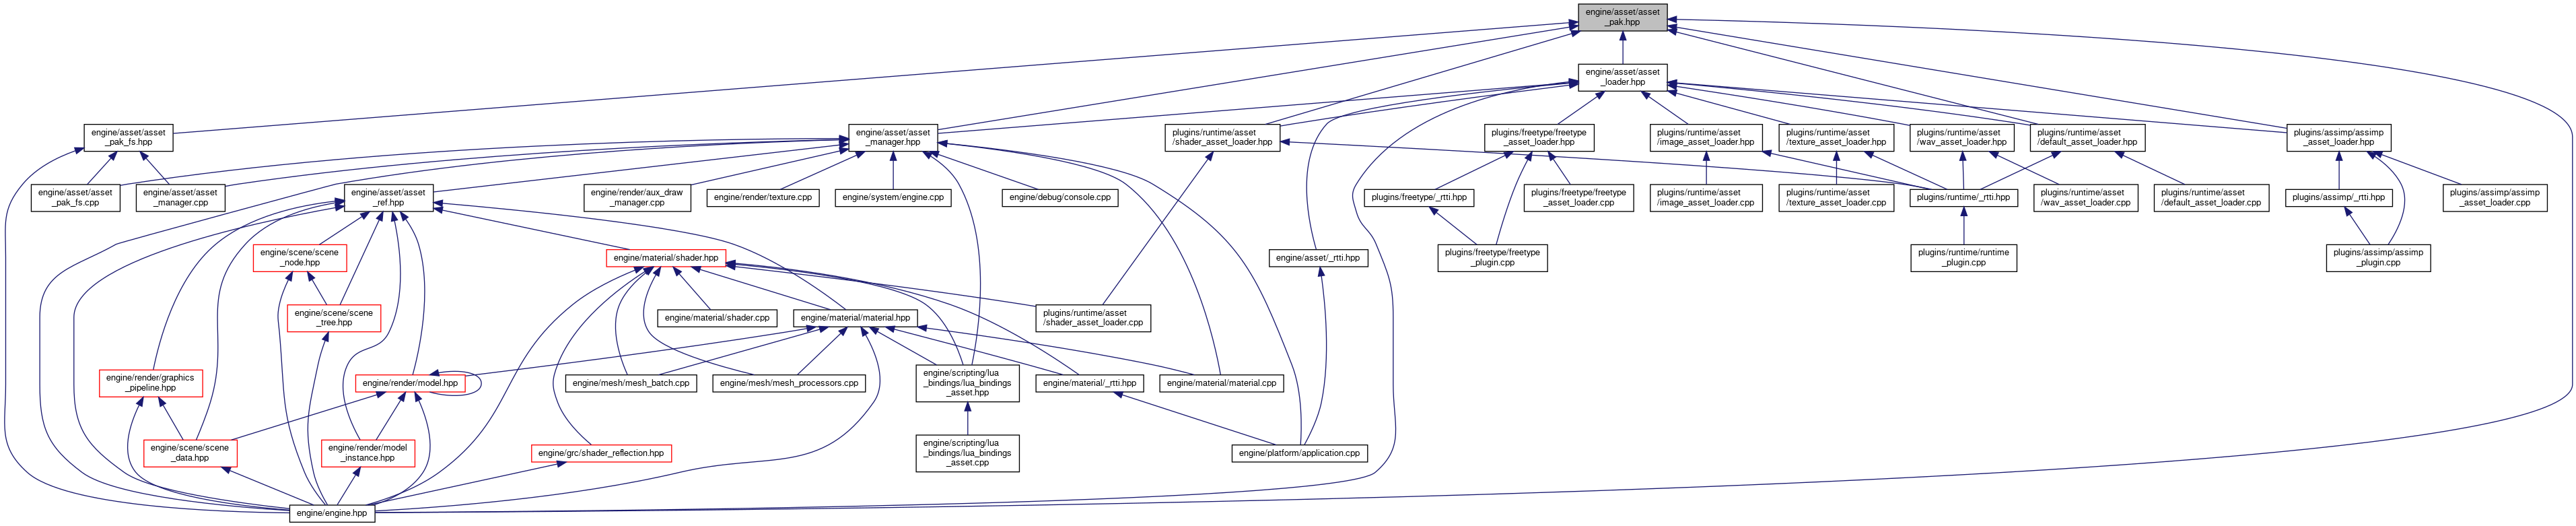 engine/asset/asset
_pak.hpp
engine/asset/asset
_loader.hpp
engine/asset/asset
_pak_fs.hpp
engine/asset/asset
_manager.hpp
plugins/runtime/asset
/shader_asset_loader.hpp
plugins/freetype/freetype
_asset_loader.hpp
plugins/runtime/asset
/image_asset_loader.hpp
plugins/runtime/asset
/texture_asset_loader.hpp
plugins/runtime/asset
/wav_asset_loader.hpp
plugins/runtime/asset
/default_asset_loader.hpp
plugins/assimp/assimp
_asset_loader.hpp
engine/asset/asset
_pak_fs.cpp
engine/asset/asset
_manager.cpp
engine/asset/asset
_ref.hpp
engine/render/aux_draw
_manager.cpp
engine/render/texture.cpp
engine/system/engine.cpp
engine/debug/console.cpp
plugins/freetype/_rtti.hpp
plugins/freetype/freetype
_asset_loader.cpp
plugins/runtime/asset
/image_asset_loader.cpp
plugins/runtime/asset
/texture_asset_loader.cpp
plugins/runtime/_rtti.hpp
plugins/runtime/asset
/wav_asset_loader.cpp
plugins/runtime/asset
/default_asset_loader.cpp
plugins/assimp/_rtti.hpp
plugins/assimp/assimp
_asset_loader.cpp
engine/scene/scene
_node.hpp
engine/material/shader.hpp
engine/asset/_rtti.hpp
plugins/freetype/freetype
_plugin.cpp
plugins/runtime/runtime
_plugin.cpp
plugins/assimp/assimp
_plugin.cpp
engine/scene/scene
_tree.hpp
engine/material/shader.cpp
engine/material/material.hpp
plugins/runtime/asset
/shader_asset_loader.cpp
engine/render/graphics
_pipeline.hpp
engine/render/model.hpp
engine/mesh/mesh_batch.cpp
engine/mesh/mesh_processors.cpp
engine/scripting/lua
_bindings/lua_bindings
_asset.hpp
engine/material/_rtti.hpp
engine/material/material.cpp
engine/scene/scene
_data.hpp
engine/render/model
_instance.hpp
engine/grc/shader_reflection.hpp
engine/scripting/lua
_bindings/lua_bindings
_asset.cpp
engine/platform/application.cpp
engine/engine.hpp